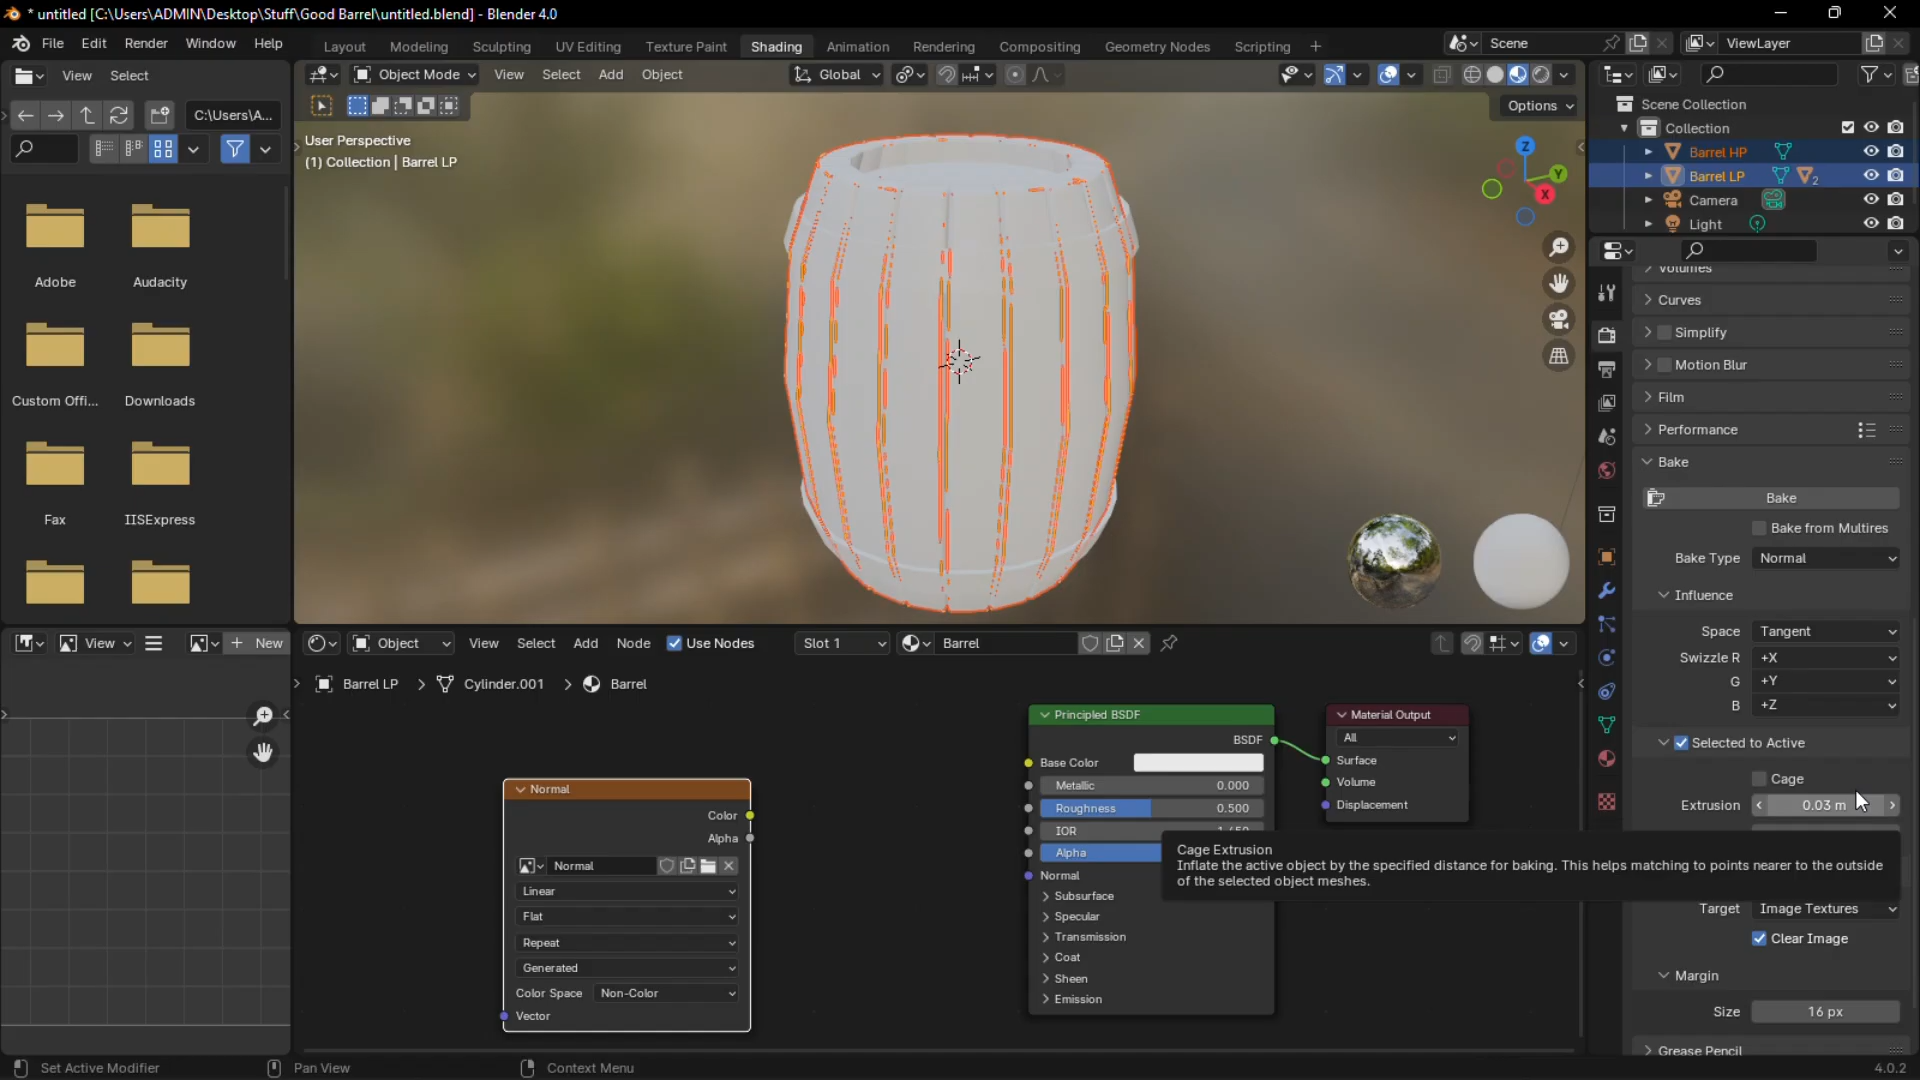 * untitled [C:\Users\ADMIN\Desktop\Stuff\Good Barrel\untitled.blend] - Blender 4.0
File Edit Render Window Help
Layout Modeling Sculpting UV Editing Texture Paint Shading Animation Rendering Compositing Geometry Nodes Scripting +
Scene
ViewLayer
View Select
Object Mode View Select Add Object
Global
C:\Users\A...
Options
User Perspective
(1) Collection | Barrel LP
Z
Y
X
Adobe
Audacity
Custom Offi...
Downloads
Fax
IISExpress
Scene Collection
Collection
Barrel HP
Barrel LP
2
Camera
Light
Volumes
Curves
Simplify
Motion Blur
Film
Performance
Bake
Bake
Bake from Multires
Bake Type Normal
Influence
Space Tangent
Swizzle R +X
G +Y
B +Z
Selected to Active
Cage
Extrusion 0.03 m
Cage Extrusion
Inflate the active object by the specified distance for baking. This helps matching to points nearer to the outside
of the selected object meshes.
Target Image Textures
Clear Image
Margin
Size 16 px
Grease Pencil
View
+ New
Object View Select Add Node Use Nodes Slot 1 Barrel
Barrel LP > Cylinder.001 > Barrel
Normal
Color
Alpha
Normal
Linear
Flat
Repeat
Generated
Color Space Non-Color
Vector
Principled BSDF
BSDF
Base Color
Metallic 0.000
Roughness 0.500
IOR
Alpha
Normal
Subsurface
Specular
Transmission
Coat
Sheen
Emission
Material Output
All
Surface
Volume
Displacement
Set Active Modifier
Pan View
Context Menu
4.0.2